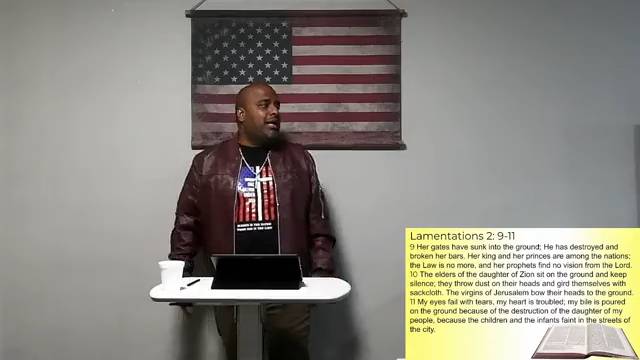 Lamentations 2: 9-11
9 Her gates have sunk into the ground; He has destroyed and
broken her bars. Her king and her princes are among the nations;
the Law is no more, and her prophets find no vision from the Lord.
10 The elders of the daughter of Zion sit on the ground and keep
silence; they throw dust on their heads and gird themselves with
sackcloth. The virgins of Jerusalem bow their heads to the ground.
11 My eyes fail with tears, my heart is troubled; my bile is poured
on the ground because of the destruction of the daughter of my
people, because the children and the infants faint in the streets of
the city.